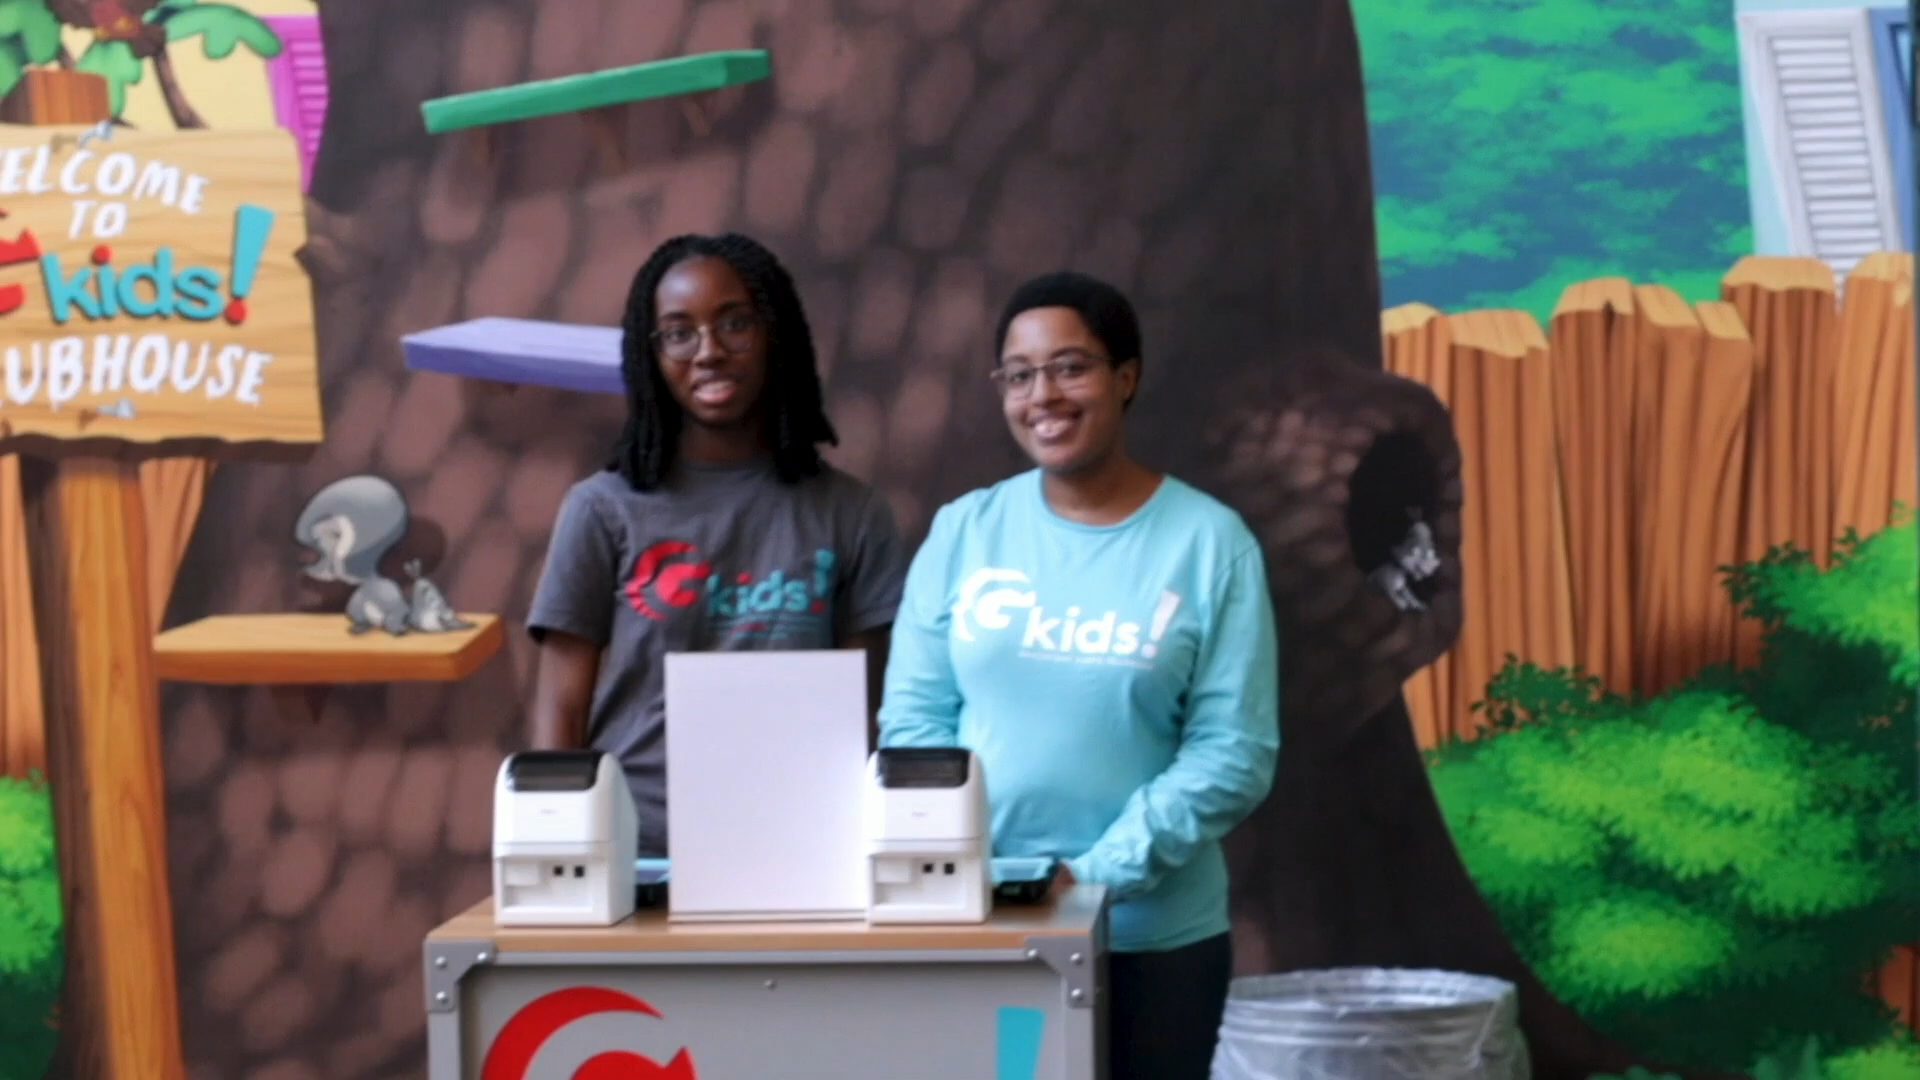 ELCOME
TO
G kids!
UBHOUSE
G kids!
G kids!
G !